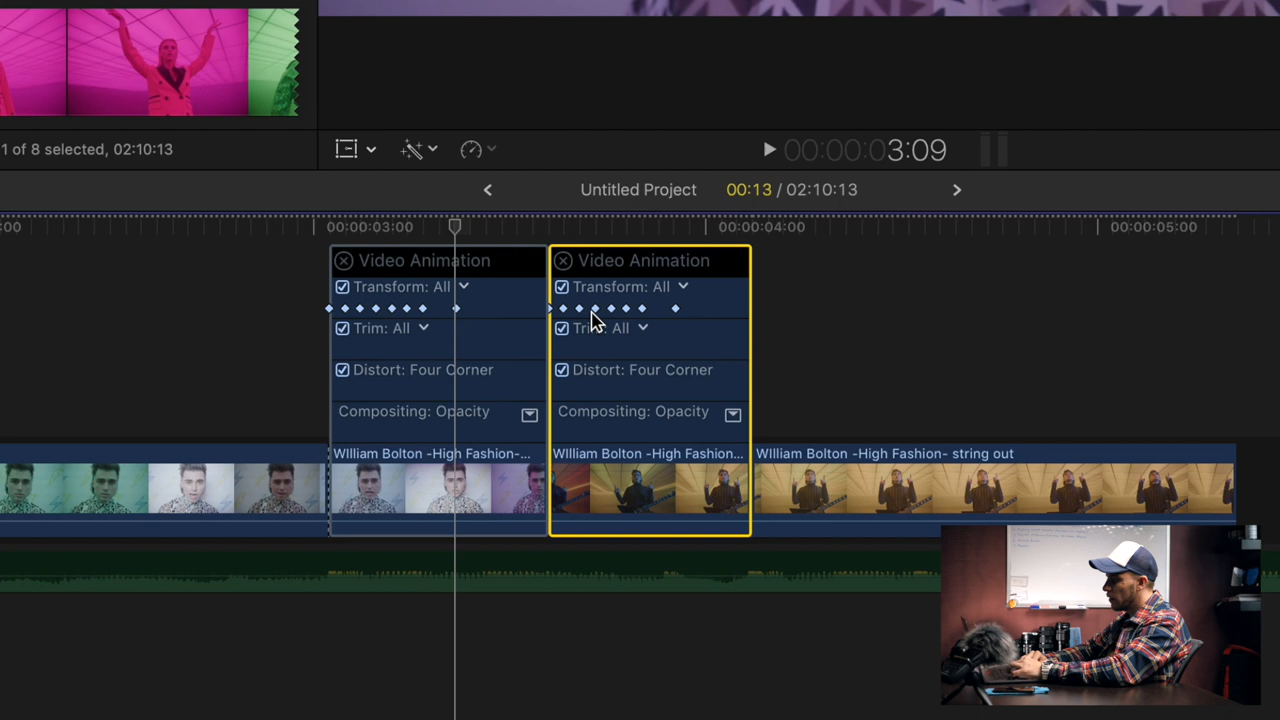 1 of 8 selected, 02:10:13
00:00:03:09
Untitled Project 00:13 / 02:10:13
:00 00:00:03:00 00:00:04:00 00:00:05:00
Video Animation Video Animation
Transform: All Transform: All
Trim: All Trim: All
Distort: Four Corner Distort: Four Corner
Compositing: Opacity Compositing: Opacity
WIlliam Bolton -High Fashion-... WIlliam Bolton -High Fashion... WIlliam Bolton -High Fashion- string out